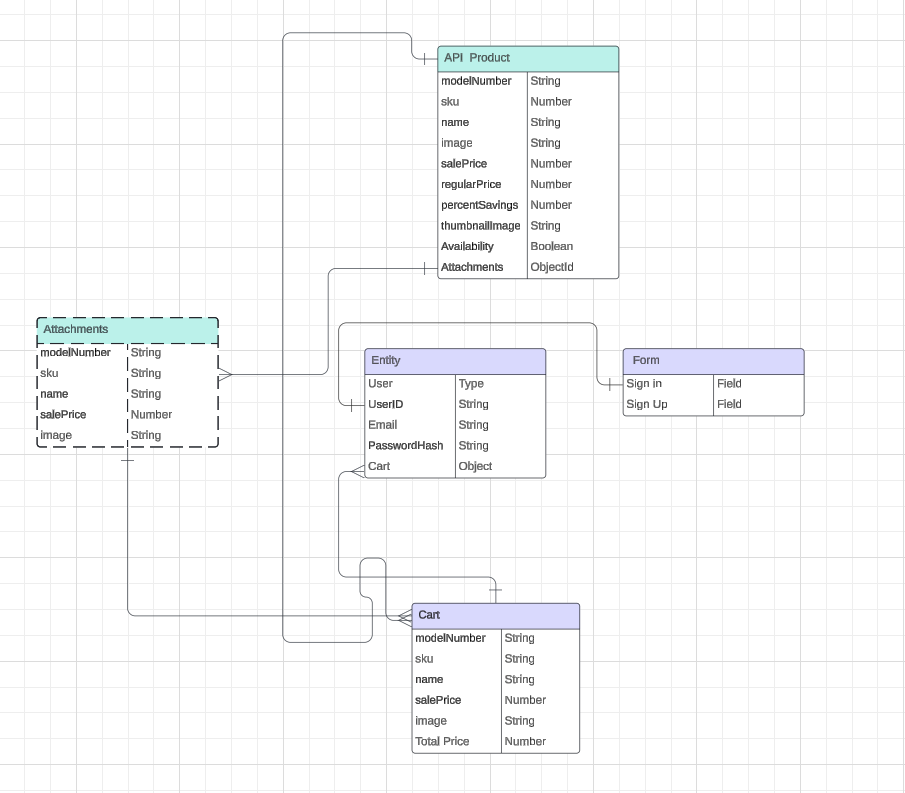 API  Product
modelNumber String
sku Number
name String
image String
salePrice Number
regularPrice Number
percentSavings Number
thumbnailImage String
Availability Boolean
Attachments ObjectId
Attachments
modelNumber String
sku String
name String
salePrice Number
image String
Entity
User Type
UserID String
Email String
PasswordHash String
Cart Object
Form
Sign in Field
Sign Up Field
Cart
modelNumber String
sku String
name String
salePrice Number
image String
Total Price Number